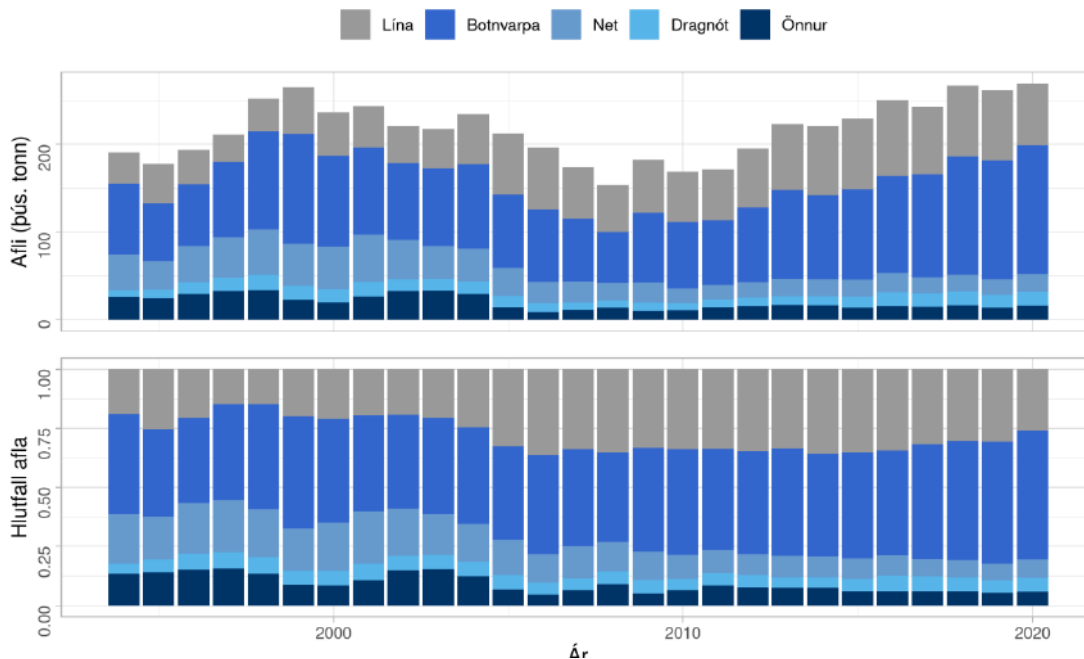 Lína Botnvarpa Net Dragnót Önnur
Afli (þús. tonn)
200
100
0
Hlutfall afla
1.00
0.75
0.50
0.25
0.00
2000 2010 2020
Ár